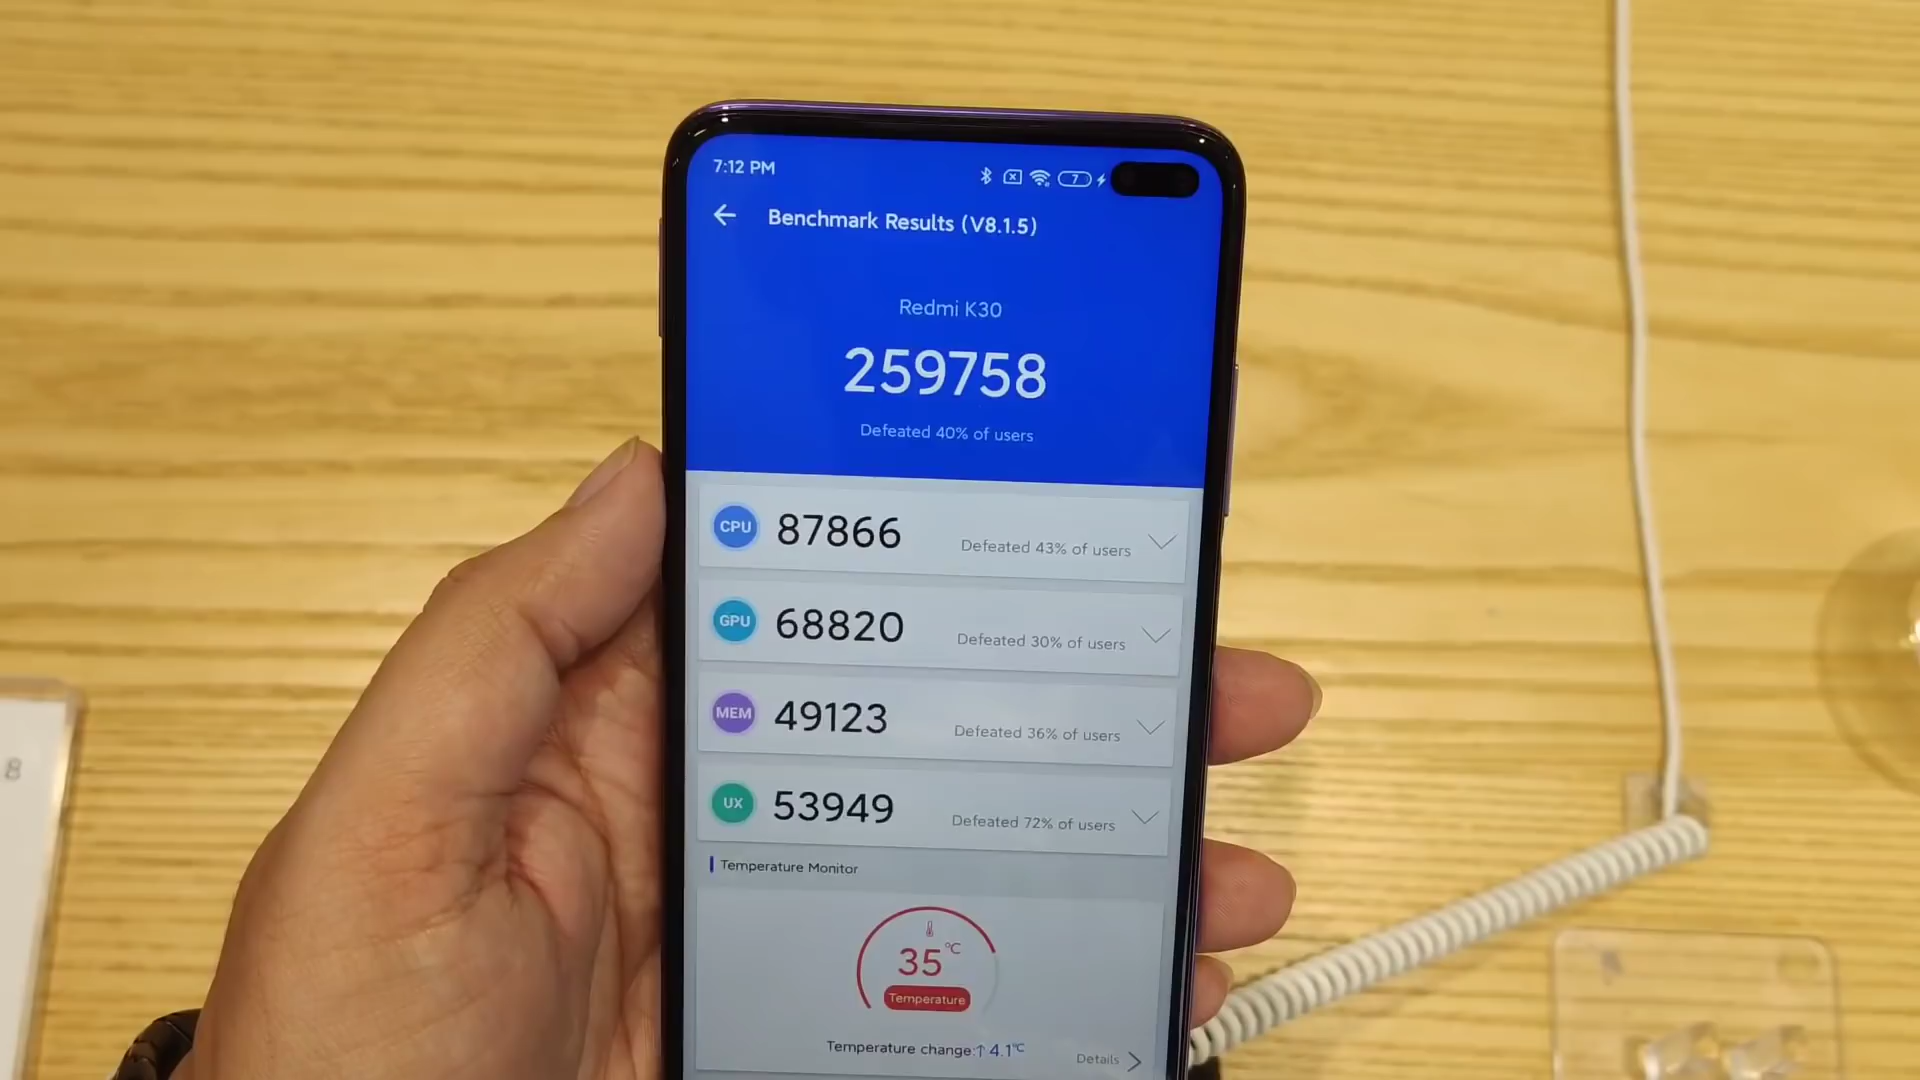 7:12 PM
7
Benchmark Results (V8.1.5)
Redmi K30
259758
Defeated 40% of users
CPU 87866 Defeated 43% of users
GPU 68820 Defeated 30% of users
MEM 49123 Defeated 36% of users
UX 53949 Defeated 72% of users
Temperature Monitor
35℃
Temperature
Temperature change:↑ 4.1℃
Details
8